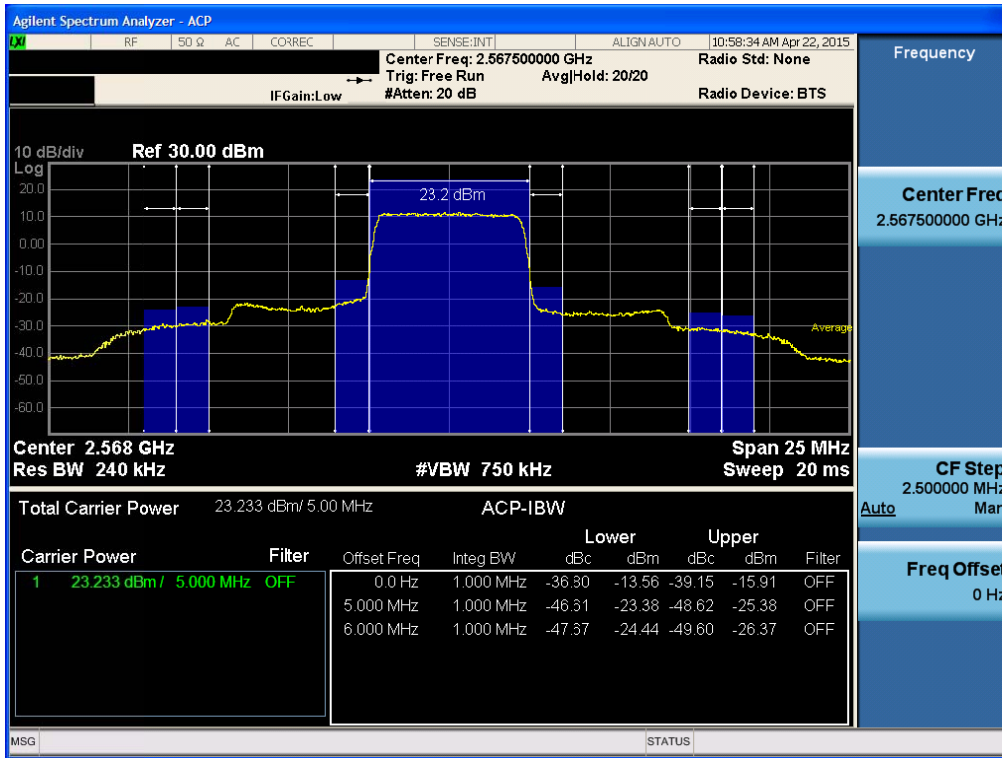 Agilent Spectrum Analyzer - ACP
LXI RF 50 Ω AC CORREC SENSE:INT ALIGN AUTO 10:58:34 AM Apr 22, 2015
Center Freq: 2.567500000 GHz Radio Std: None
Trig: Free Run Avg|Hold: 20/20
IFGain:Low #Atten: 20 dB Radio Device: BTS
10 dB/div Ref 30.00 dBm
Log
20.0
10.0
0.00
-10.0
-20.0
-30.0
-40.0
-50.0
-60.0
23.2 dBm
Average
Center 2.568 GHz Span 25 MHz
Res BW 240 kHz #VBW 750 kHz Sweep 20 ms
Total Carrier Power 23.233 dBm/ 5.00 MHz ACP-IBW
Lower Upper
Carrier Power Filter Offset Freq Integ BW dBc dBm dBc dBm Filter
1 23.233 dBm / 5.000 MHz OFF 0.0 Hz 1.000 MHz -36.80 -13.56 -39.15 -15.91 OFF
5.000 MHz 1.000 MHz -46.61 -23.38 -48.62 -25.38 OFF
6.000 MHz 1.000 MHz -47.67 -24.44 -49.60 -26.37 OFF
MSG STATUS
Frequency
Center Freq
2.567500000 GHz
CF Step
2.500000 MHz
Auto Man
Freq Offset
0 Hz